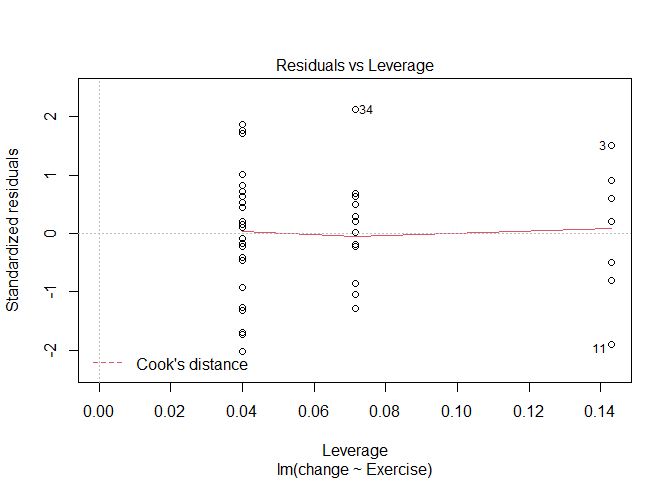 Residuals vs Leverage
Standardized residuals
2
1
0
-1
-2
34
3
11
Cook's distance
0.00 0.02 0.04 0.06 0.08 0.10 0.12 0.14
Leverage
lm(change ~ Exercise)